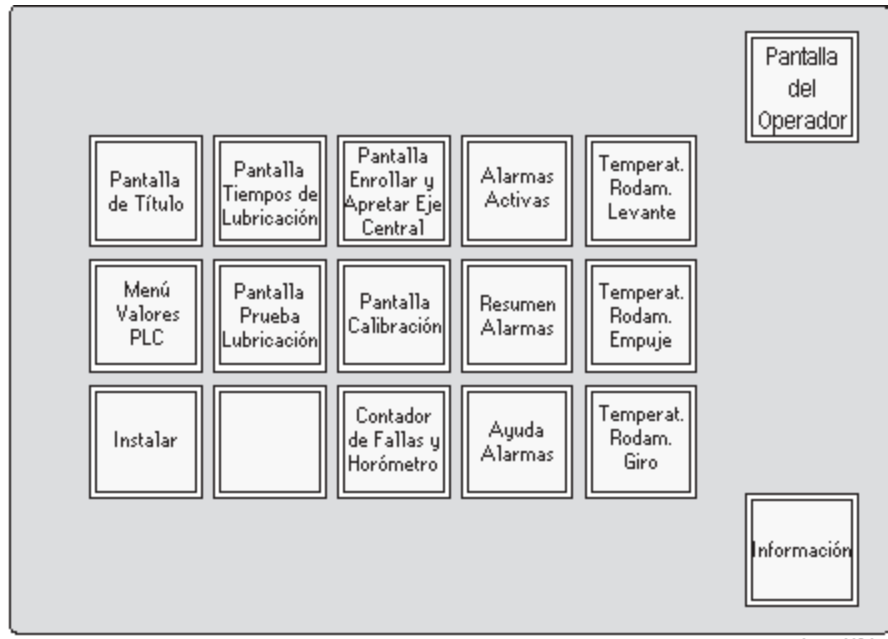 Pantalla
del
Operador
Pantalla
de Título
Pantalla
Tiempos de
Lubricación
Pantalla
Enrollar y
Apretar Eje
Central
Alarmas
Activas
Temperat.
Rodam.
Levante
Menú
Valores
PLC
Pantalla
Prueba
Lubricación
Pantalla
Calibración
Resumen
Alarmas
Temperat.
Rodam.
Empuje
Instalar
Contador
de Fallas y
Horómetro
Ayuda
Alarmas
Temperat.
Rodam.
Giro
Información